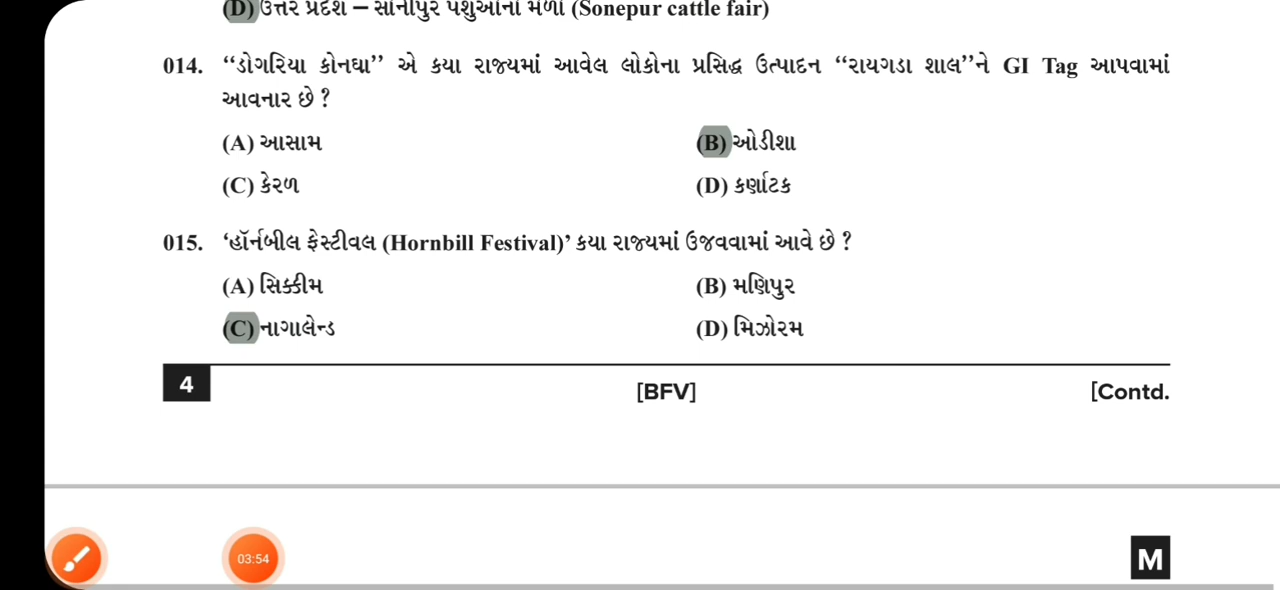 (D) ઉત્તર પ્રદેશ – સોનીપુર પશુઓનો મેળો (Sonepur cattle fair)
014. ‘‘ડોગરિયા કોનઘા’’ એ કયા રાજ્યમાં આવેલ લોકોના પ્રસિદ્ધ ઉત્પાદન ‘‘રાયગડા શાલ’’ને GI Tag આપવામાં
આવનાર છે ?
(A) આસામ (B) ઓડીશા
(C) કેરળ (D) કર્ણાટક
015. ‘હૉર્નબીલ ફેસ્ટીવલ (Hornbill Festival)’ કયા રાજ્યમાં ઉજવવામાં આવે છે ?
(A) સિક્કીમ (B) મણિપુર
(C) નાગાલેન્ડ (D) મિઝોરમ
4 [BFV] [Contd.
03:54 M